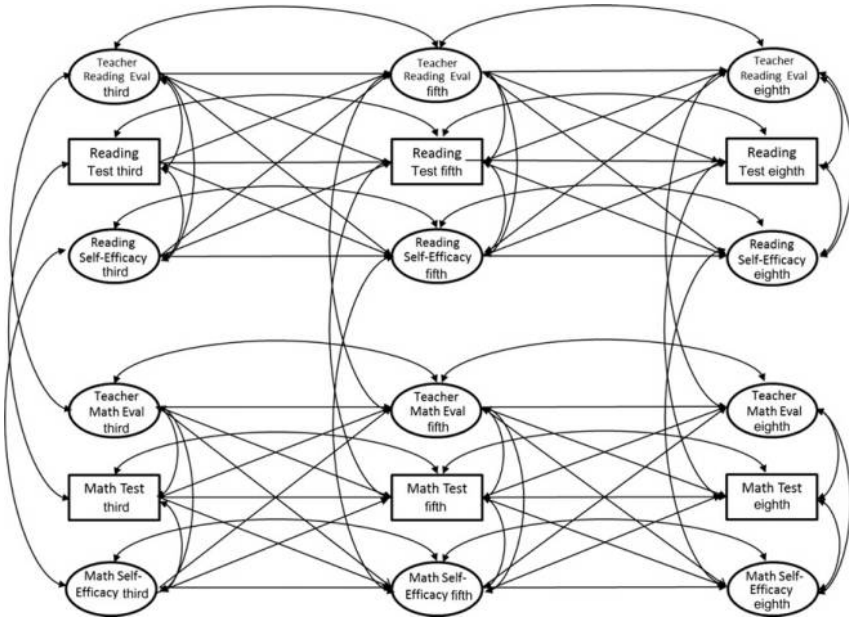 Teacher
Reading Eval
third
Teacher
Reading Eval
fifth
Teacher
Reading Eval
eighth
Reading
Test third
Reading
Test fifth
Reading
Test eighth
Reading
Self-Efficacy
third
Reading
Self-Efficacy
fifth
Reading
Self-Efficacy
eighth
Teacher
Math Eval
third
Teacher
Math Eval
fifth
Teacher
Math Eval
eighth
Math Test
third
Math Test
fifth
Math Test
eighth
Math Self-
Efficacy third
Math Self-
Efficacy fifth
Math Self-
Efficacy
eighth